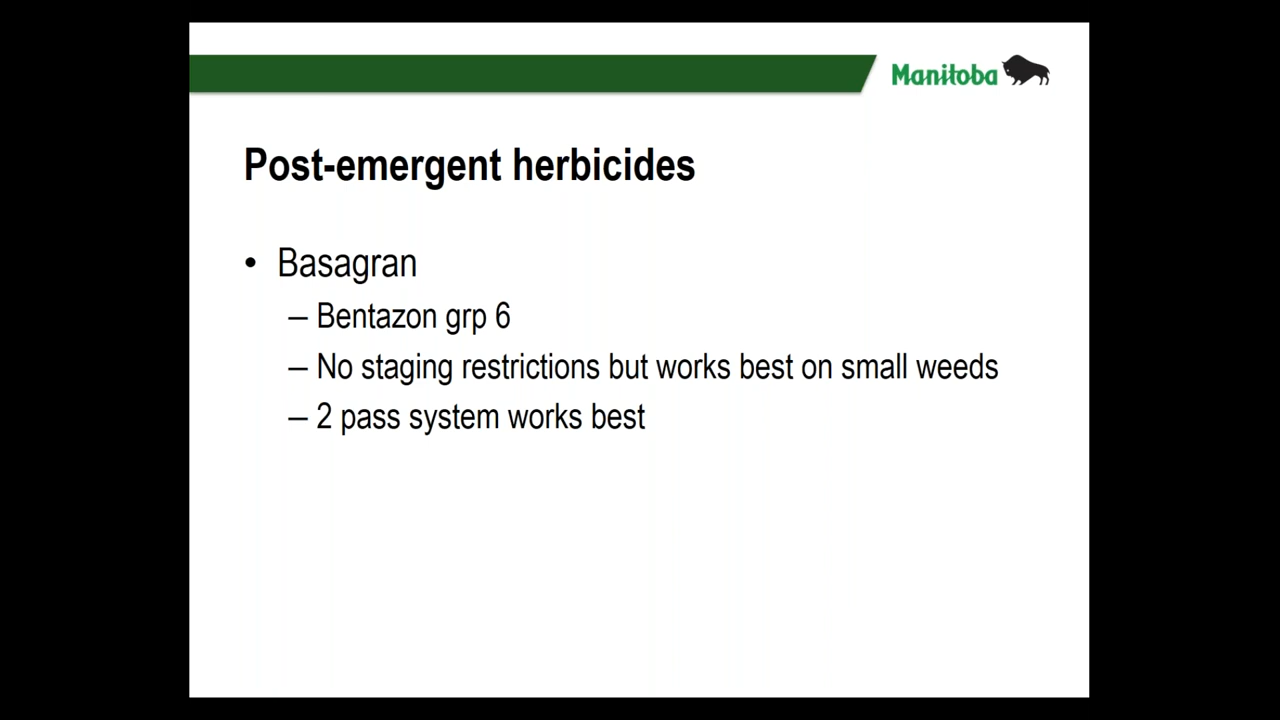 Manitoba
Post-emergent herbicides
• Basagran
– Bentazon grp 6
– No staging restrictions but works best on small weeds
– 2 pass system works best